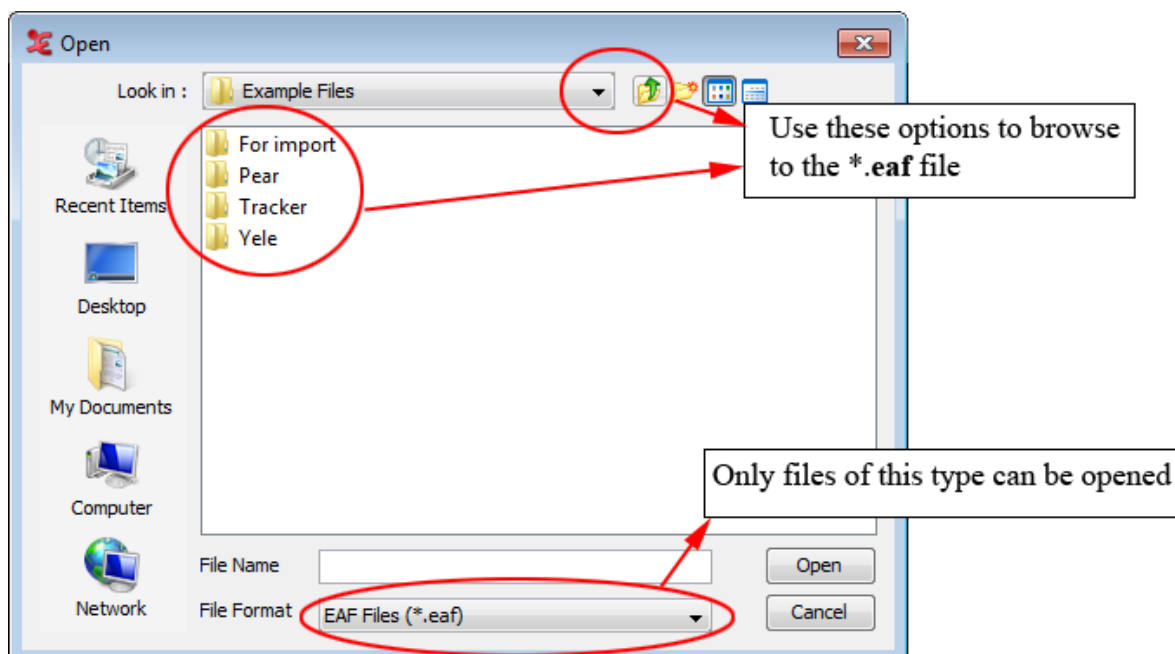 Open
Look in :
Example Files
For import
Pear
Tracker
Yele
Use these options to browse
to the *.eaf file
Recent Items
Desktop
My Documents
Computer
Network
Only files of this type can be opened
File Name
Open
File Format
EAF Files (*.eaf)
Cancel